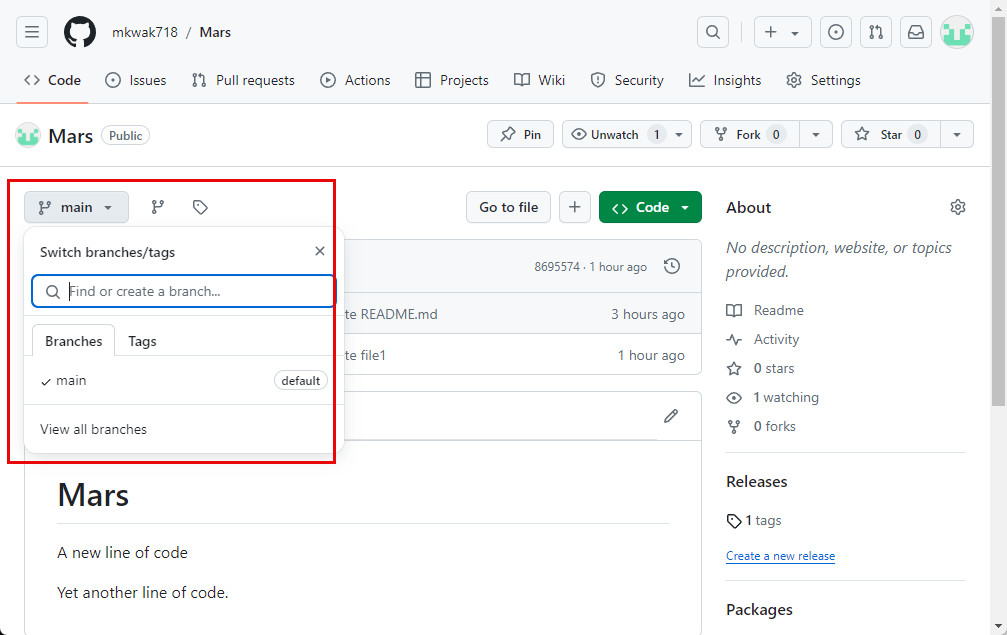 mkwak718 / Mars
Code Issues Pull requests Actions Projects Wiki Security Insights Settings
Mars Public Pin Unwatch 1 Fork 0 Star 0
main Go to file + Code
Switch branches/tags
Find or create a branch...
Branches Tags
main default
View all branches
8695574 · 1 hour ago
te README.md 3 hours ago
te file1 1 hour ago
Mars
A new line of code
Yet another line of code.
About
No description, website, or topics
provided.
Readme
Activity
0 stars
1 watching
0 forks
Releases
1 tags
Create a new release
Packages